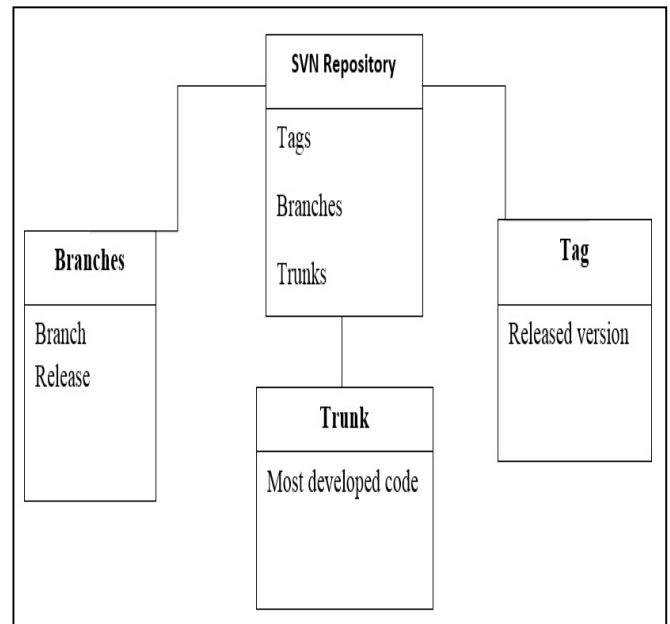 SVN Repository
Tags
Branches
Trunks
Branches
Branch
Release
Tag
Released version
Trunk
Most developed code